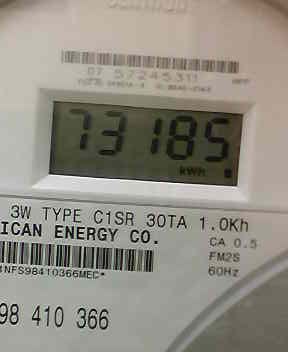 07 57245311
73185
kWh
3W TYPE C1SR 30TA 1.0Kh
ICAN ENERGY CO.
CA 0.5
FM2S
60Hz
NFS98410366MEC*
98 410 366